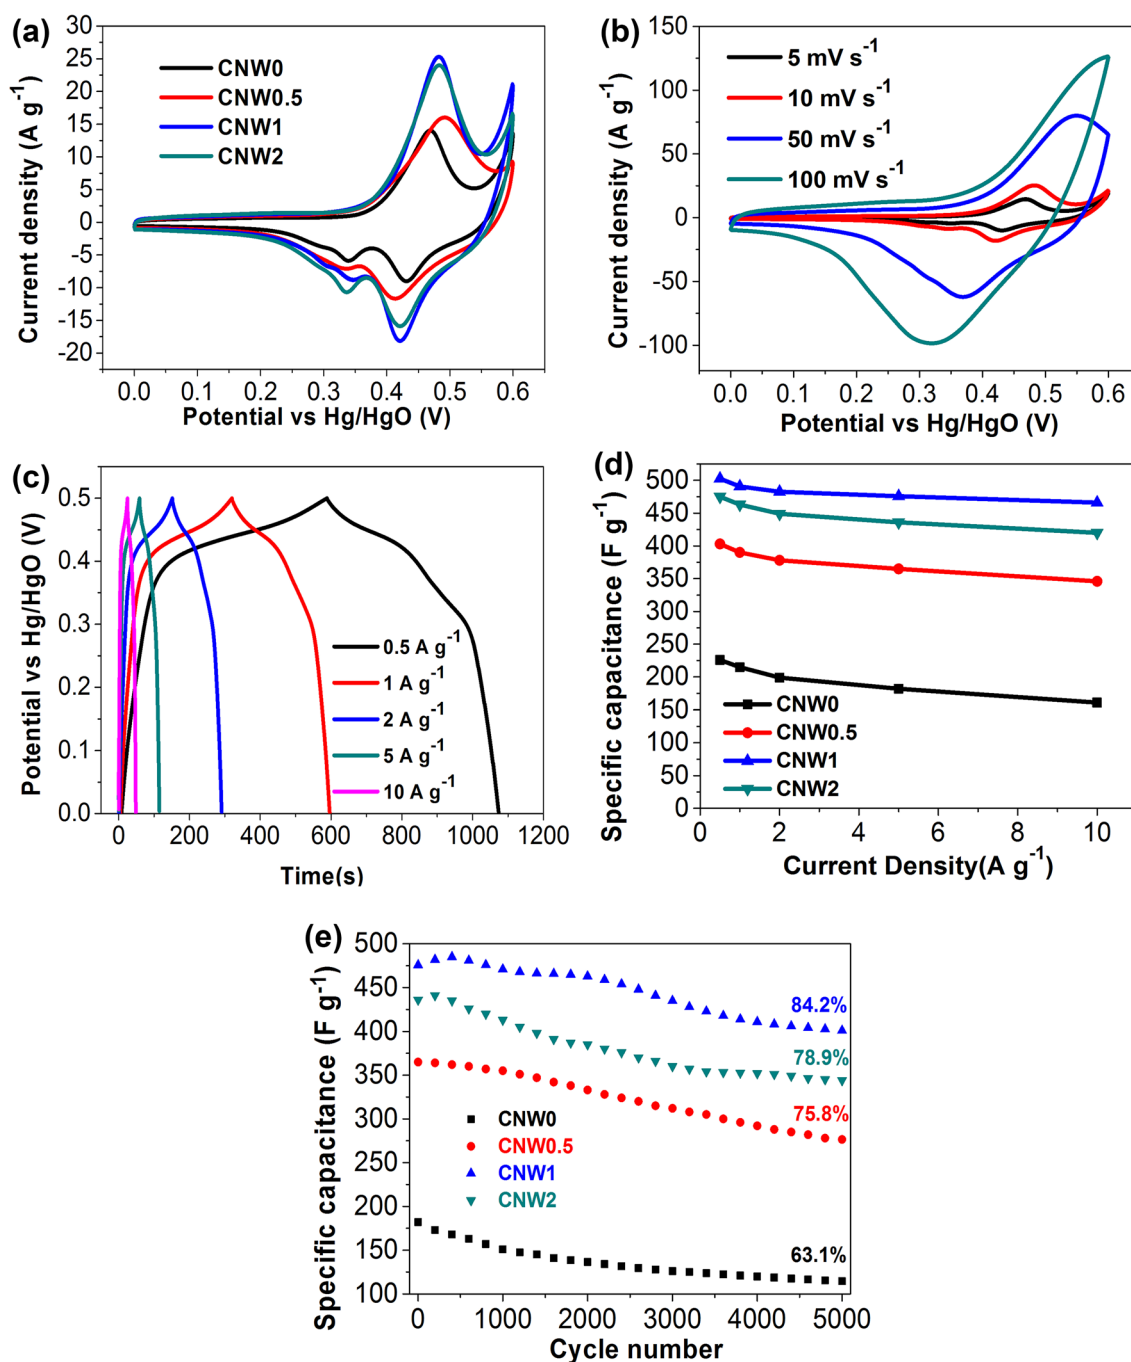 (a)
30
25
20
15
10
5
0
-5
-10
-15
-20
-25
Current density (A g⁻¹)
CNW0
CNW0.5
CNW1
CNW2
0.0 0.1 0.2 0.3 0.4 0.5 0.6
Potential vs Hg/HgO (V)
(b)
150
100
50
0
-50
-100
Current density (A g⁻¹)
5 mV s⁻¹
10 mV s⁻¹
50 mV s⁻¹
100 mV s⁻¹
0.0 0.1 0.2 0.3 0.4 0.5 0.6
Potential vs Hg/HgO (V)
(c)
0.5
0.4
0.3
0.2
0.1
0.0
Potential vs Hg/HgO (V)
0.5 A g⁻¹
1 A g⁻¹
2 A g⁻¹
5 A g⁻¹
10 A g⁻¹
0 200 400 600 800 1000 1200
Time(s)
(d)
500
450
400
350
300
250
200
150
100
50
0
Specific capacitance (F g⁻¹)
CNW0
CNW0.5
CNW1
CNW2
0 2 4 6 8 10
Current Density(A g⁻¹)
(e)
500
450
400
350
300
250
200
150
100
Specific capacitance (F g⁻¹)
84.2%
78.9%
75.8%
63.1%
CNW0
CNW0.5
CNW1
CNW2
0 1000 2000 3000 4000 5000
Cycle number